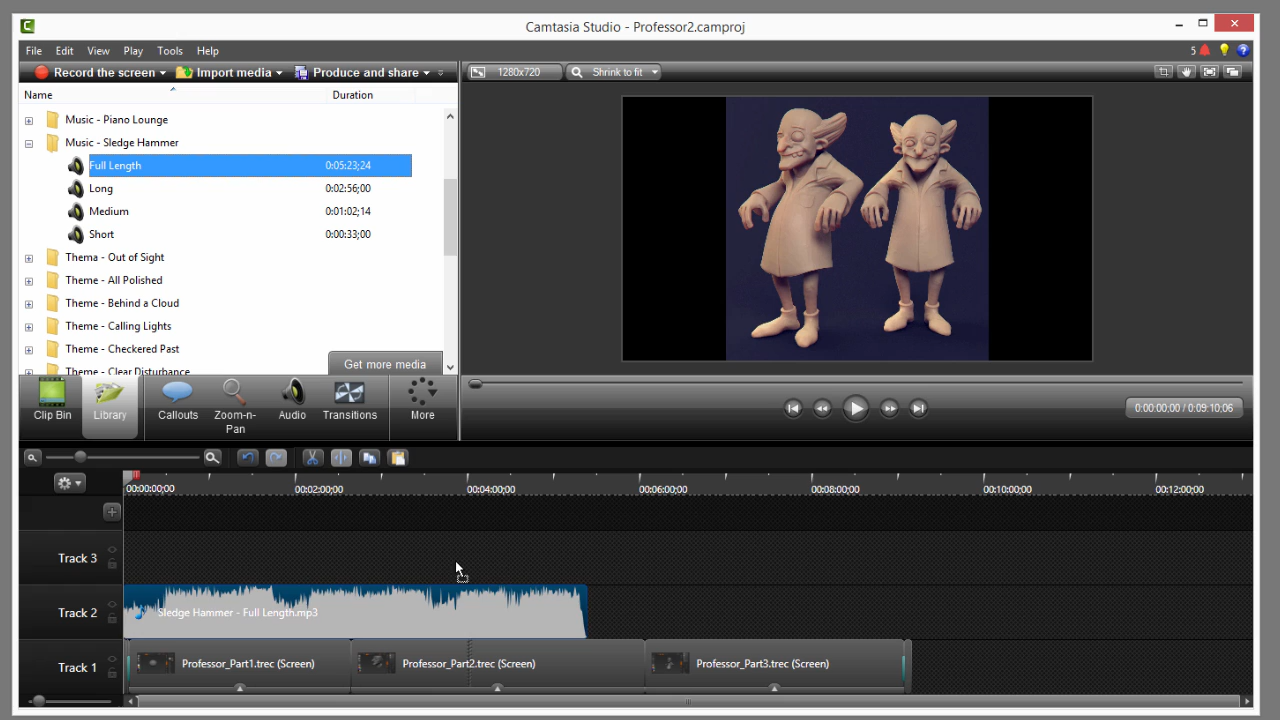 Camtasia Studio - Professor2.camproj
File Edit View Play Tools Help
5
Record the screen Import media Produce and share
1280x720 Shrink to fit
Name Duration
Music - Piano Lounge
Music - Sledge Hammer
Full Length 0:05:23;24
Long 0:02:56;00
Medium 0:01:02;14
Short 0:00:33;00
Thema - Out of Sight
Theme - All Polished
Theme - Behind a Cloud
Theme - Calling Lights
Theme - Checkered Past
Theme - Clear Disturbance
Get more media
Clip Bin Library Callouts Zoom-n-Pan Audio Transitions More
0:00:00;00 / 0:09:10;06
00:00:00;00 00:02:00;00 00:04:00;00 00:06:00;00 00:08:00;00 00:10:00;00 00:12:00;00
Track 3
Track 2 Sledge Hammer - Full Length.mp3
Track 1 Professor_Part1.trec (Screen) Professor_Part2.trec (Screen) Professor_Part3.trec (Screen)